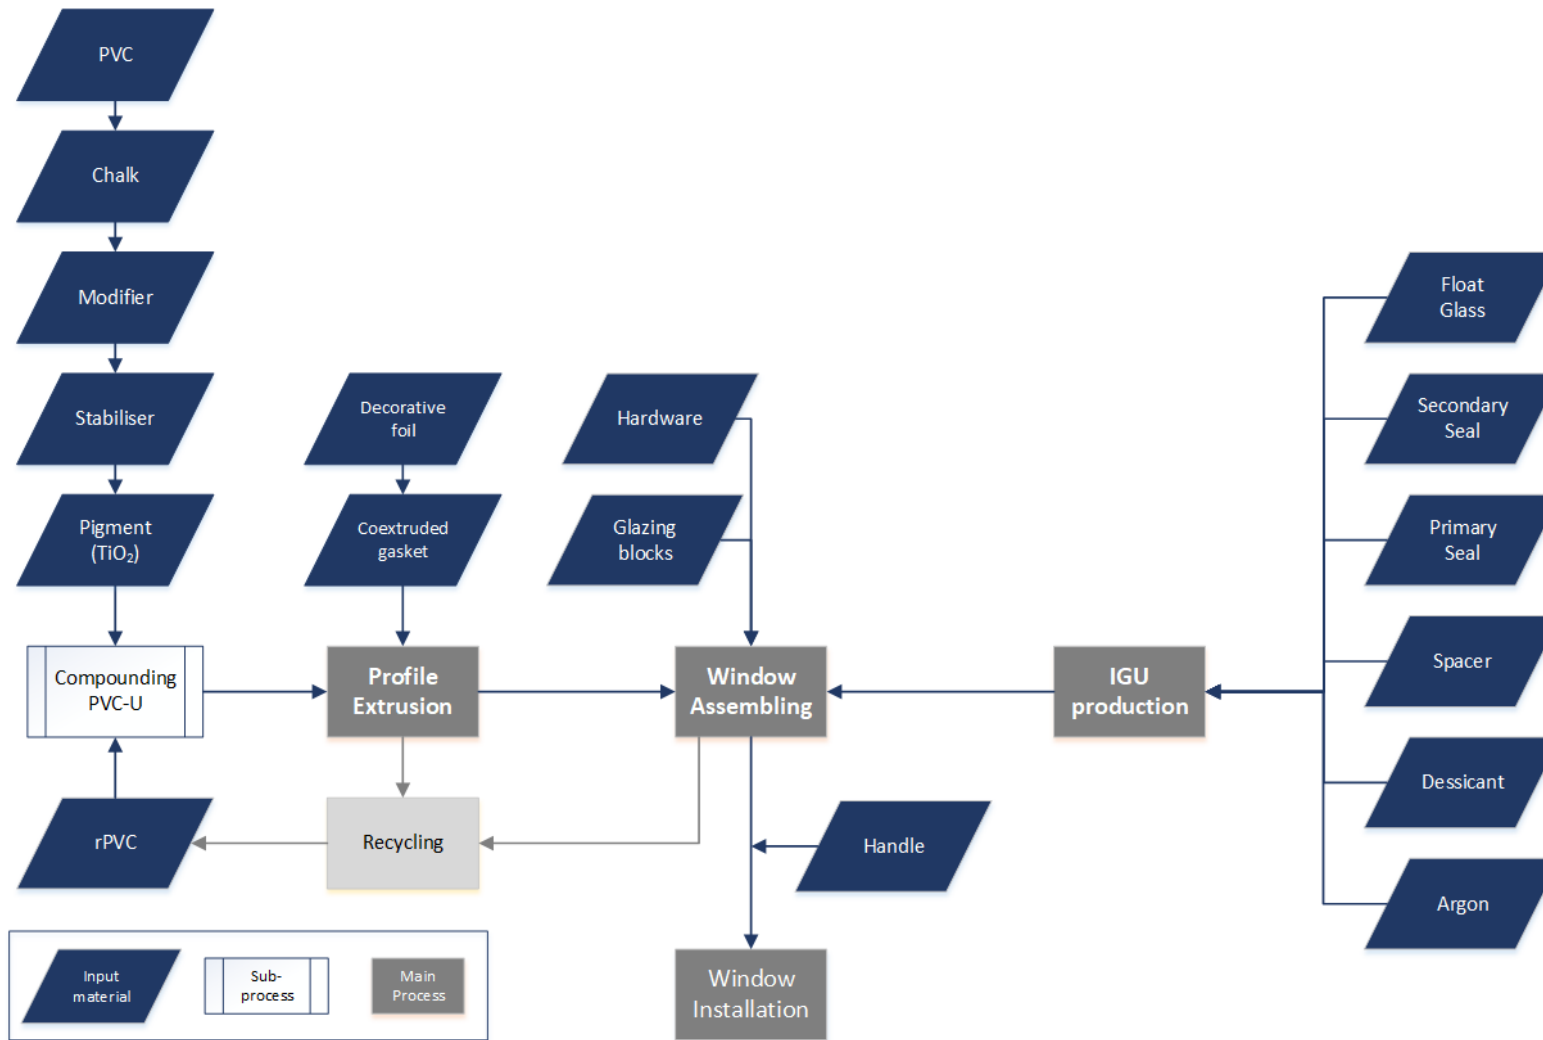 PVC
Chalk
Modifier
Stabiliser
Pigment
(TiO₂)
Compounding
PVC-U
rPVC
Decorative
foil
Coextruded
gasket
Profile
Extrusion
Recycling
Hardware
Glazing
blocks
Window
Assembling
Handle
Window
Installation
IGU
production
Float
Glass
Secondary
Seal
Primary
Seal
Spacer
Dessicant
Argon
Input
material
Sub-
process
Main
Process